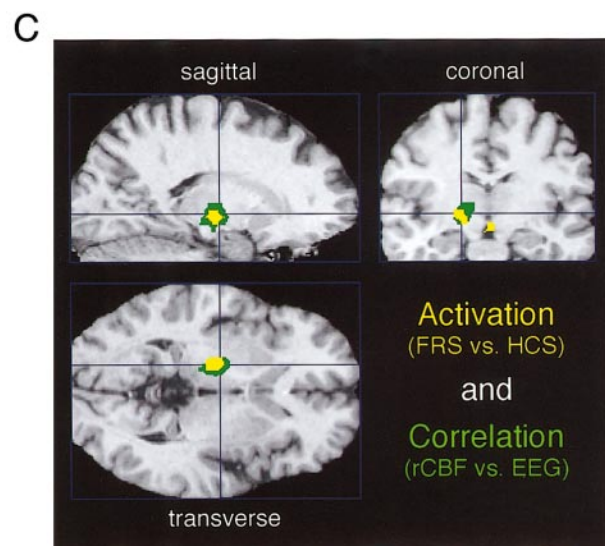 C
sagittal
coronal
Activation
(FRS vs. HCS)
and
Correlation
(rCBF vs. EEG)
transverse